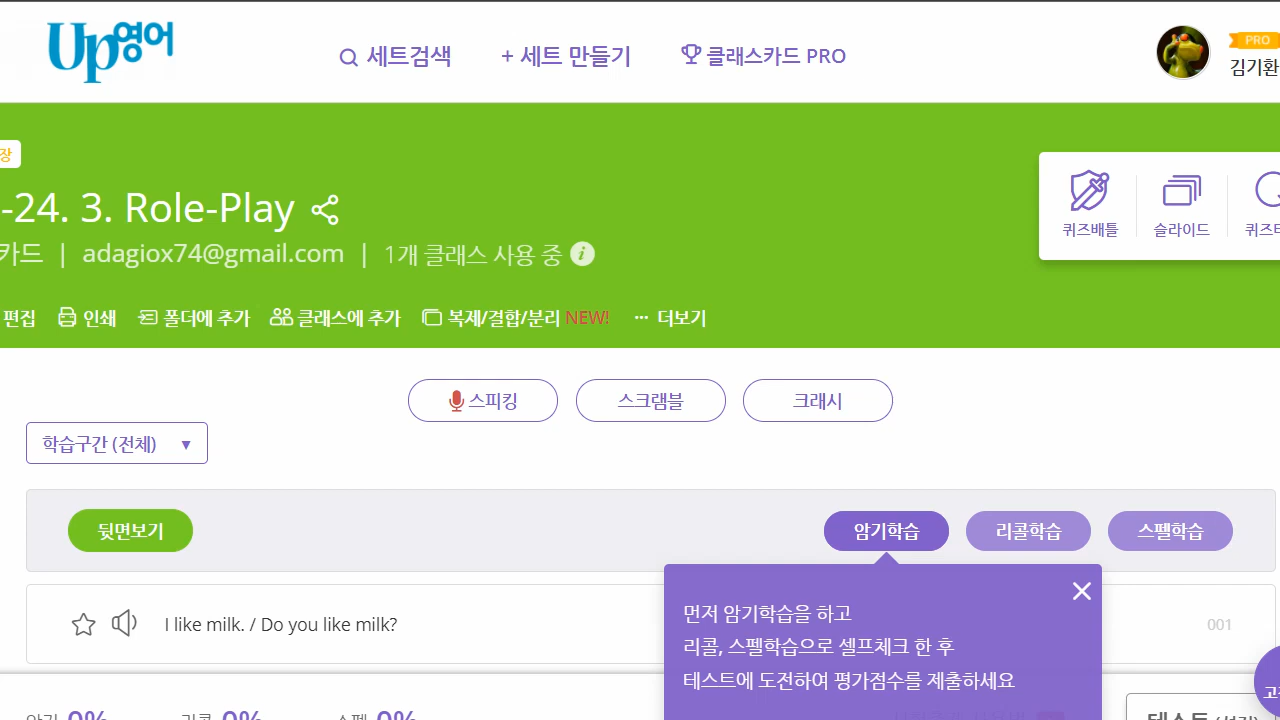 Up영어
세트검색
+ 세트 만들기
클래스카드 PRO
PRO
김기환
장
-24. 3. Role-Play
카드 | adagiox74@gmail.com | 1개 클래스 사용 중 i
퀴즈배틀
슬라이드
편집
인쇄
폴더에 추가
클래스에 추가
복제/결합/분리 NEW!
··· 더보기
스피킹
스크램블
크래시
학습구간 (전체) ▼
뒷면보기
암기학습
리콜학습
스펠학습
먼저 암기학습을 하고
리콜, 스펠학습으로 셀프체크 한 후
테스트에 도전하여 평가점수를 제출하세요
I like milk. / Do you like milk?
001
암기 0%
리콜 0%
스펠 0%